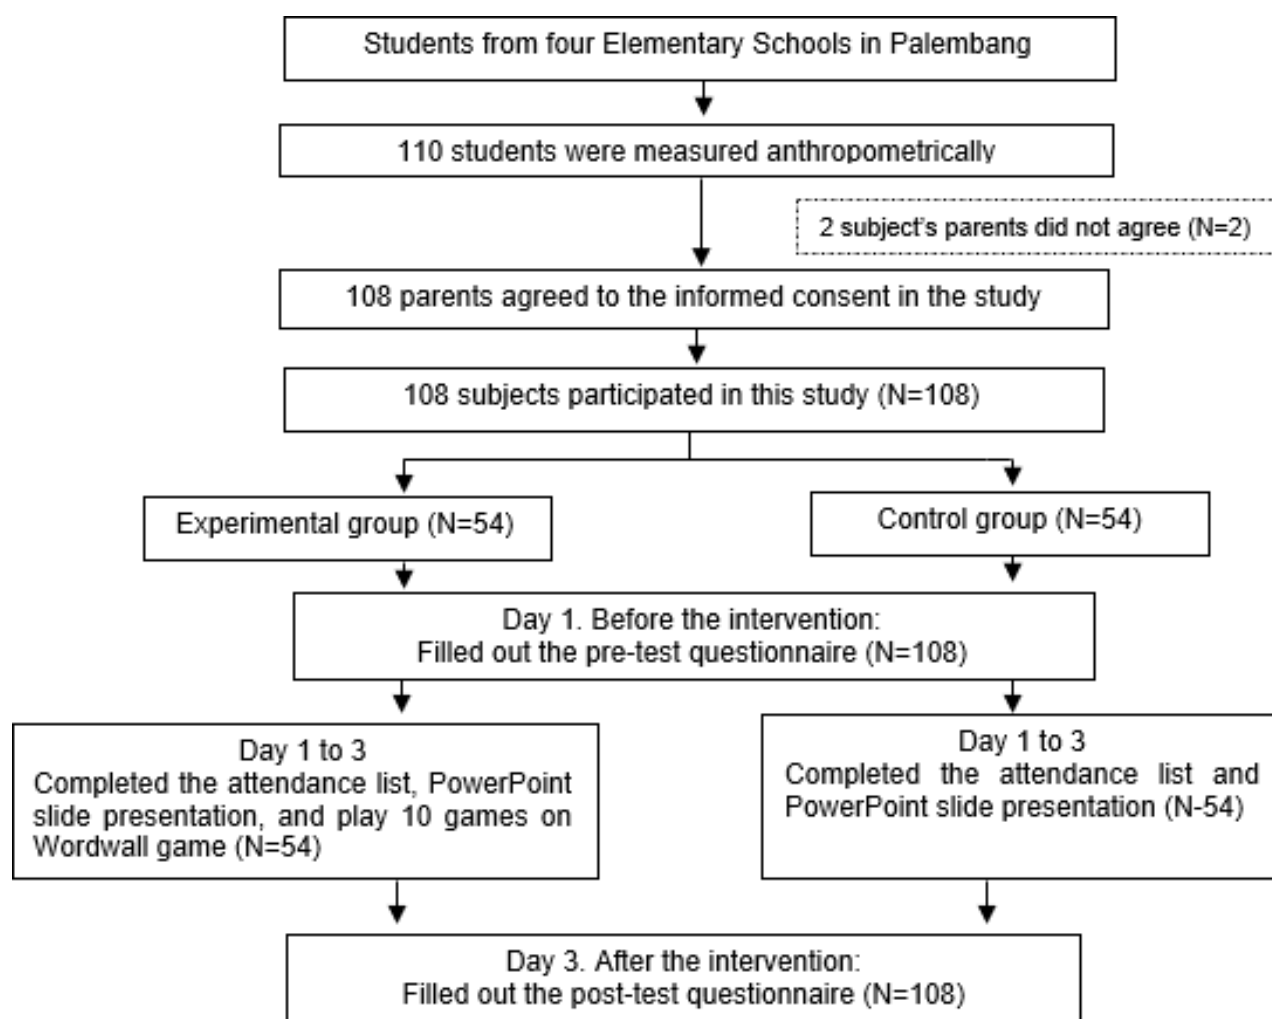 Students from four Elementary Schools in Palembang
110 students were measured anthropometrically
2 subject's parents did not agree (N=2)
108 parents agreed to the informed consent in the study
108 subjects participated in this study (N=108)
Experimental group (N=54)
Control group (N=54)
Day 1. Before the intervention:
Filled out the pre-test questionnaire (N=108)
Day 1 to 3
Completed the attendance list, PowerPoint
slide presentation, and play 10 games on
Wordwall game (N=54)
Day 1 to 3
Completed the attendance list and
PowerPoint slide presentation (N-54)
Day 3. After the intervention:
Filled out the post-test questionnaire (N=108)